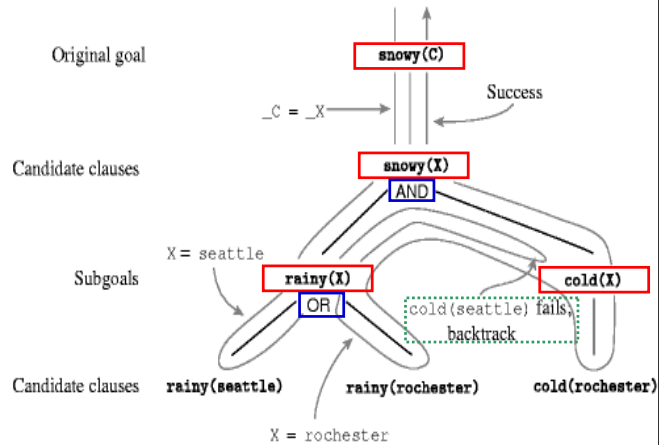 Original goal
snowy(C)
_C = _X
Success
Candidate clauses
snowy(X)
AND
X = seattle
Subgoals
rainy(X)
cold(X)
OR
cold(seattle) fails,
backtrack
Candidate clauses
rainy(seattle)
rainy(rochester)
cold(rochester)
X = rochester